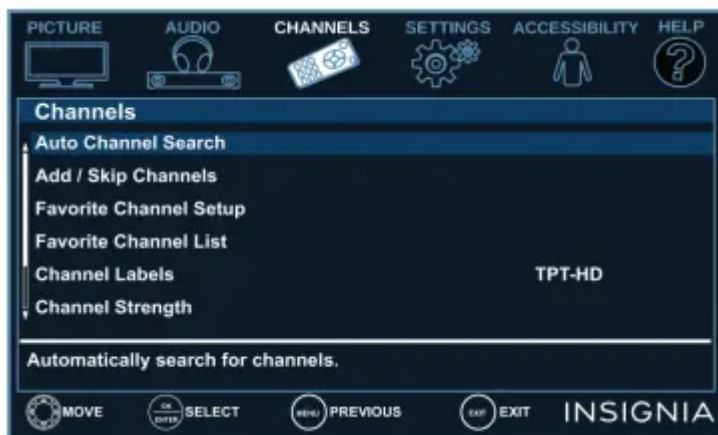 PICTURE AUDIO CHANNELS SETTINGS ACCESSIBILITY HELP
?
Channels
Auto Channel Search
Add / Skip Channels
Favorite Channel Setup
Favorite Channel List
Channel Labels TPT-HD
Channel Strength
Automatically search for channels.
MOVE OK ENTER SELECT MENU PREVIOUS EXIT EXIT INSIGNIA